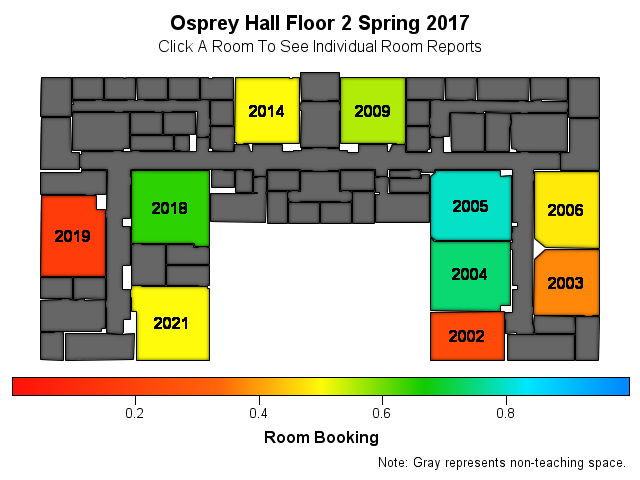 Osprey Hall Floor 2 Spring 2017
Click A Room To See Individual Room Reports
2014
2009
2018
2005
2006
2019
2004
2003
2021
2002
0.2 0.4 0.6 0.8
Room Booking
Note: Gray represents non-teaching space.